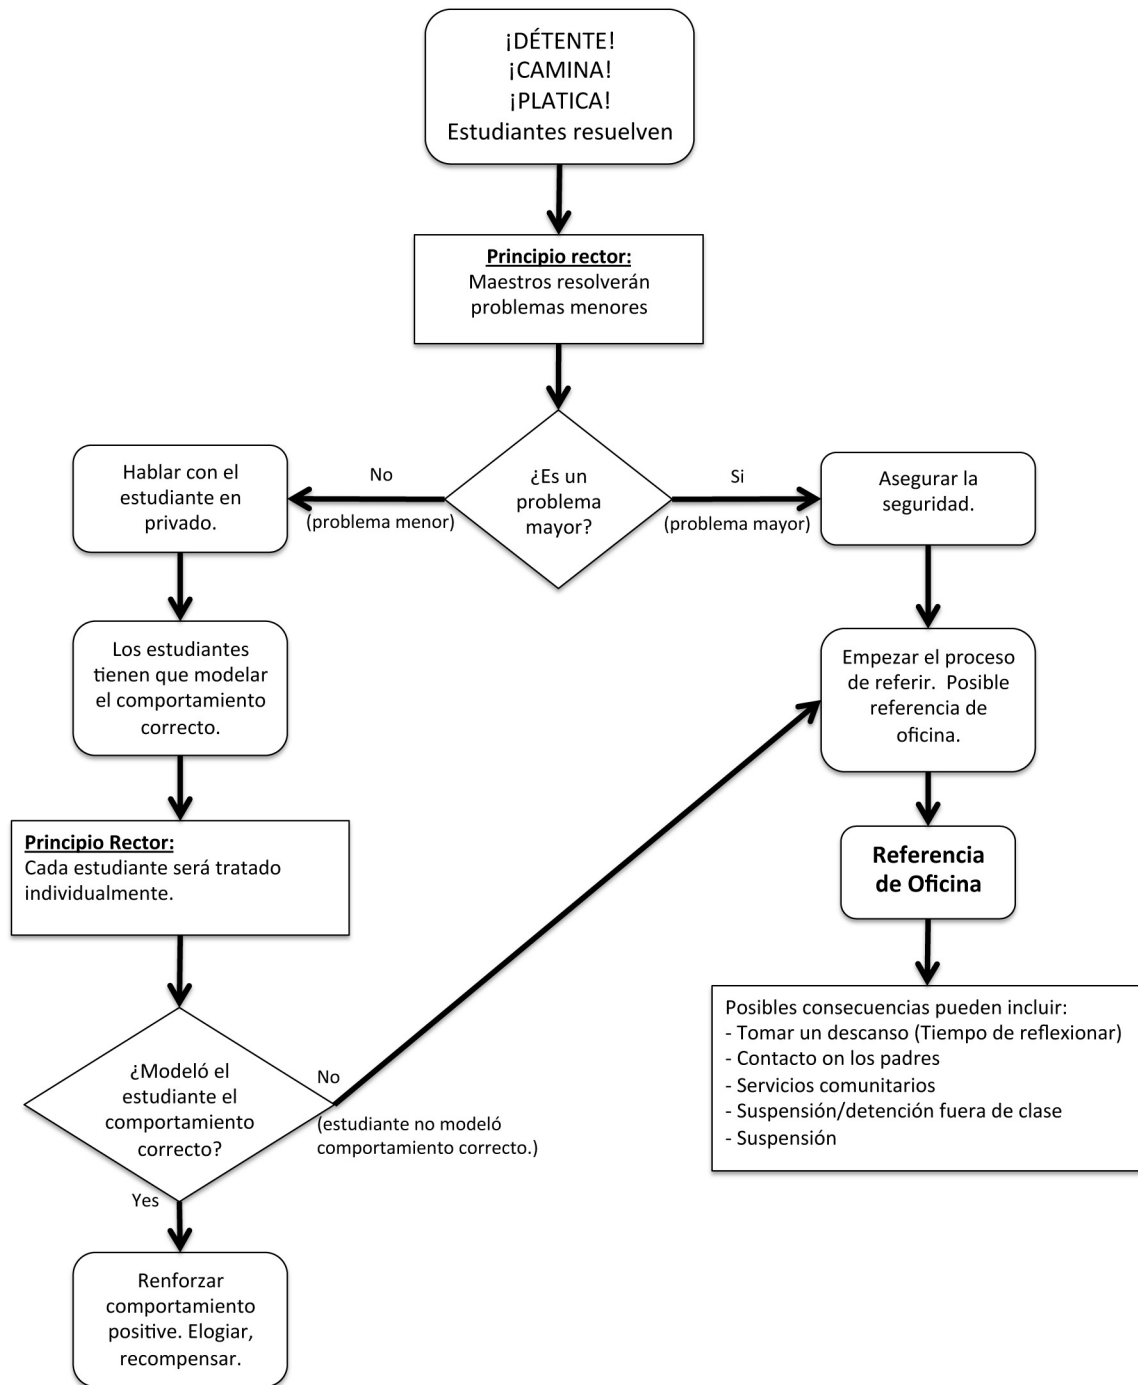 ¡DÉTENTE!
¡CAMINA!
¡PLATICA!
Estudiantes resuelven
Principio rector:
Maestros resolverán
problemas menores
¿Es un
problema
mayor?
No
(problema menor)
Si
(problema mayor)
Hablar con el
estudiante en
privado.
Los estudiantes
tienen que modelar
el comportamiento
correcto.
Principio Rector:
Cada estudiante será tratado
individualmente.
¿Modeló el
estudiante el
comportamiento
correcto?
No
(estudiante no modeló
comportamiento correcto.)
Yes
Renforzar
comportamiento
positive. Elogiar,
recompensar.
Asegurar la
seguridad.
Empezar el proceso
de referir.  Posible
referencia de
oficina.
Referencia
de Oficina
Posibles consecuencias pueden incluir:
- Tomar un descanso (Tiempo de reflexionar)
- Contacto on los padres
- Servicios comunitarios
- Suspensión/detención fuera de clase
- Suspensión